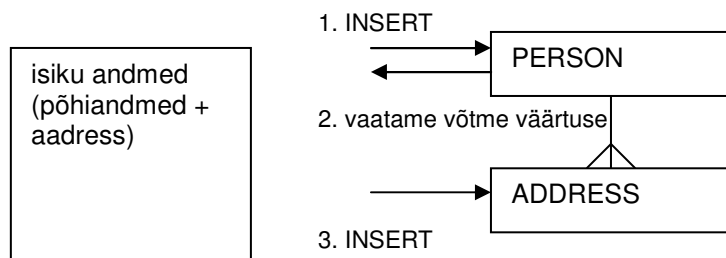 isiku andmed
(põhiandmed +
aadress)
1. INSERT
PERSON
2. vaatame võtme väärtuse
ADDRESS
3. INSERT